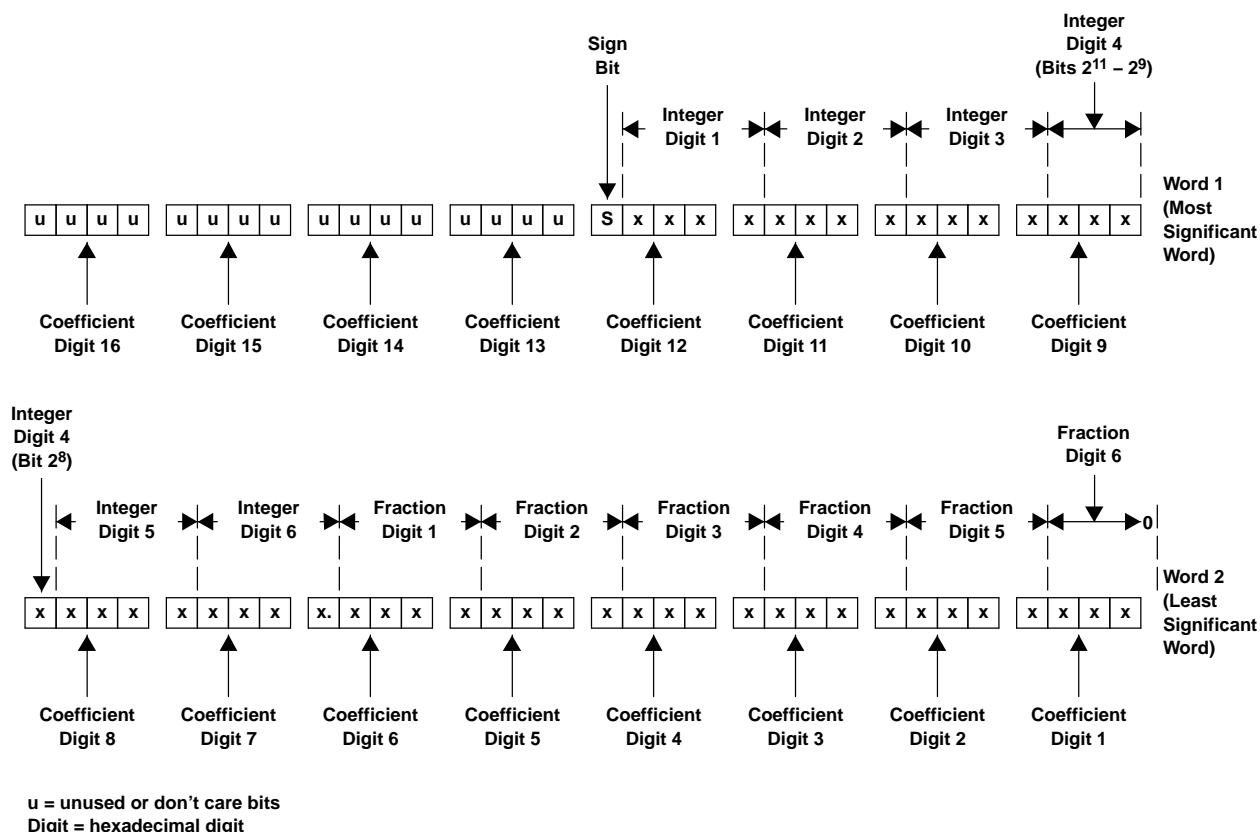 Sign
Bit
Integer
Digit 4
(Bits 2¹¹ – 2⁹)
Integer
Digit 1
Integer
Digit 2
Integer
Digit 3
u u u u
u u u u
u u u u
u u u u
S x x x
x x x x
x x x x
x x x x
Word 1
(Most
Significant
Word)
Coefficient
Digit 16
Coefficient
Digit 15
Coefficient
Digit 14
Coefficient
Digit 13
Coefficient
Digit 12
Coefficient
Digit 11
Coefficient
Digit 10
Coefficient
Digit 9
Integer
Digit 4
(Bit 2⁸)
Integer
Digit 5
Integer
Digit 6
Fraction
Digit 1
Fraction
Digit 2
Fraction
Digit 3
Fraction
Digit 4
Fraction
Digit 5
Fraction
Digit 6
0
x x x x
x x x x
x. x x x
x x x x
x x x x
x x x x
x x x x
x x x x
Word 2
(Least
Significant
Word)
Coefficient
Digit 8
Coefficient
Digit 7
Coefficient
Digit 6
Coefficient
Digit 5
Coefficient
Digit 4
Coefficient
Digit 3
Coefficient
Digit 2
Coefficient
Digit 1
u = unused or don't care bits
Digit = hexadecimal digit